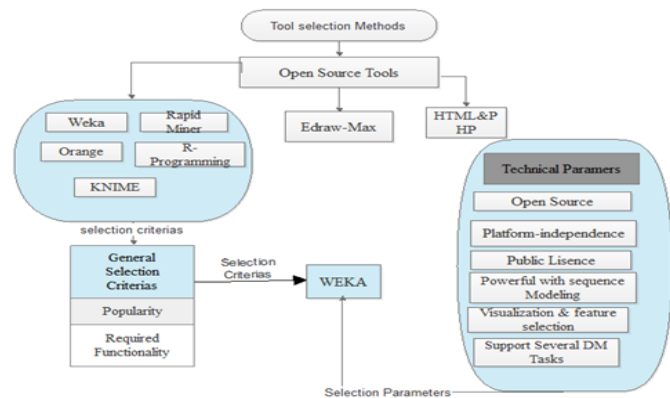 Tool selection Methods
Open Source Tools
Weka
Rapid
Miner
Orange
R-
Programming
KNIME
Edraw-Max
HTML&P
HP
selection criterias
General
Selection
Criterias
Popularity
Required
Functionality
Selection
Criterias
WEKA
Technical Paramers
Open Source
Platform-independence
Public Lisence
Powerful with sequence
Modeling
Visualization & feature
selection
Support Several DM
Tasks
Selection Parameters